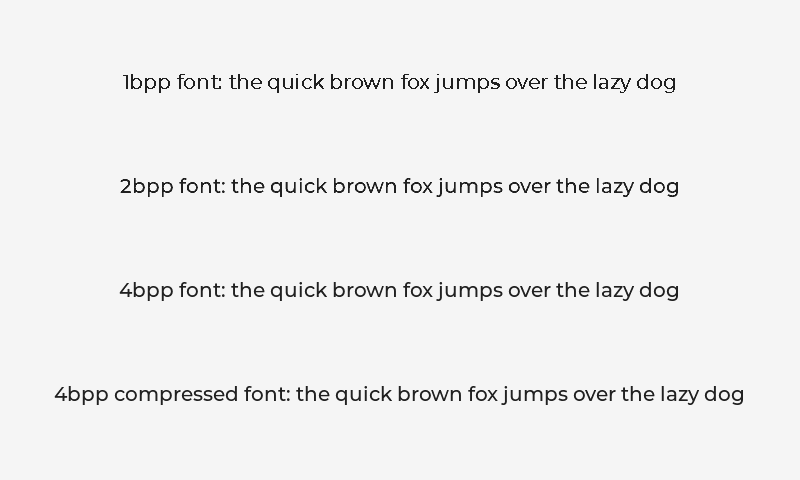 1bpp font: the quick brown fox jumps over the lazy dog
2bpp font: the quick brown fox jumps over the lazy dog
4bpp font: the quick brown fox jumps over the lazy dog
4bpp compressed font: the quick brown fox jumps over the lazy dog